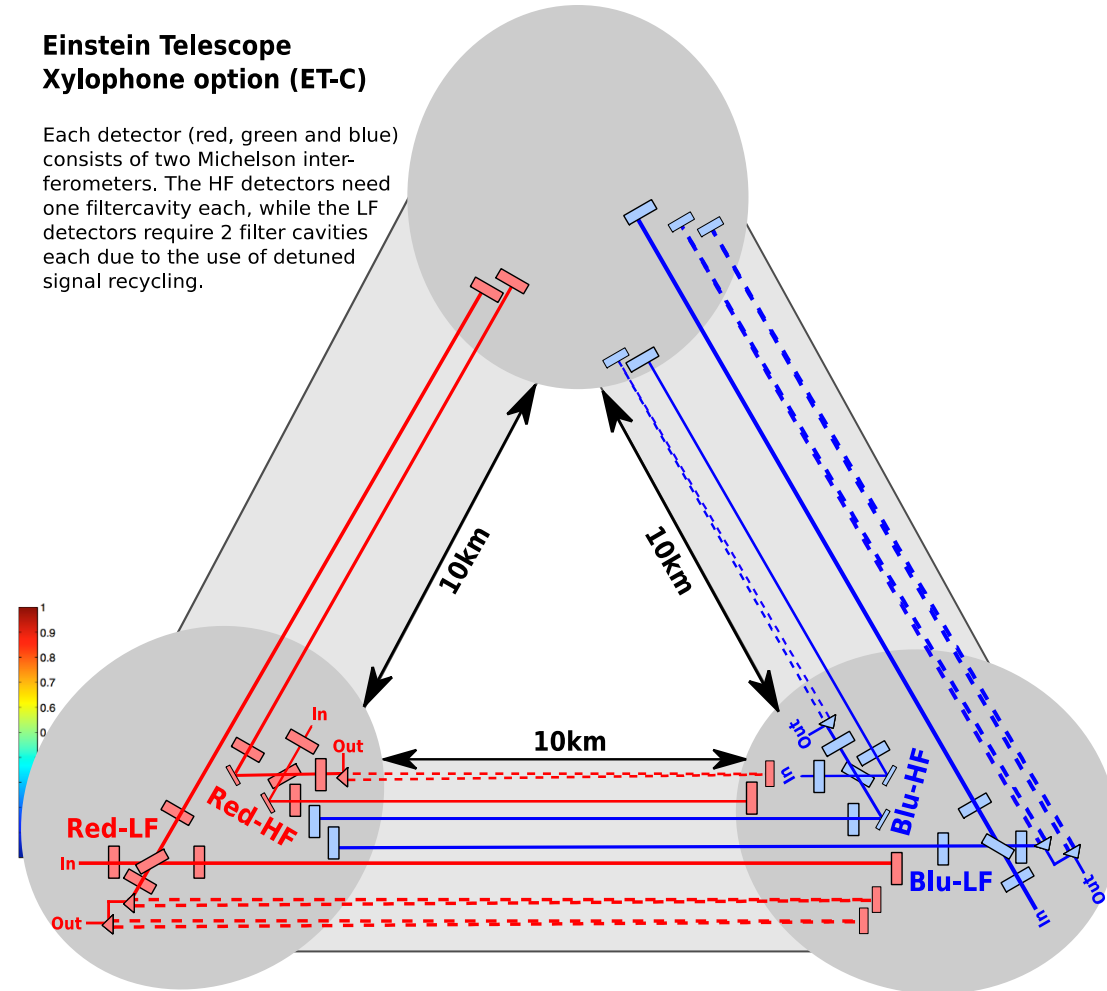 Einstein Telescope
Xylophone option (ET-C)
Each detector (red, green and blue)
consists of two Michelson inter-
ferometers. The HF detectors need
one filtercavity each, while the LF
detectors require 2 filter cavities
each due to the use of detuned
signal recycling.
10km
10km
10km
1
0.9
0.8
0.7
0.6
In
Out
Red-HF
Red-LF
In
Out
Out
In
Blu-HF
Blu-LF
Out
In